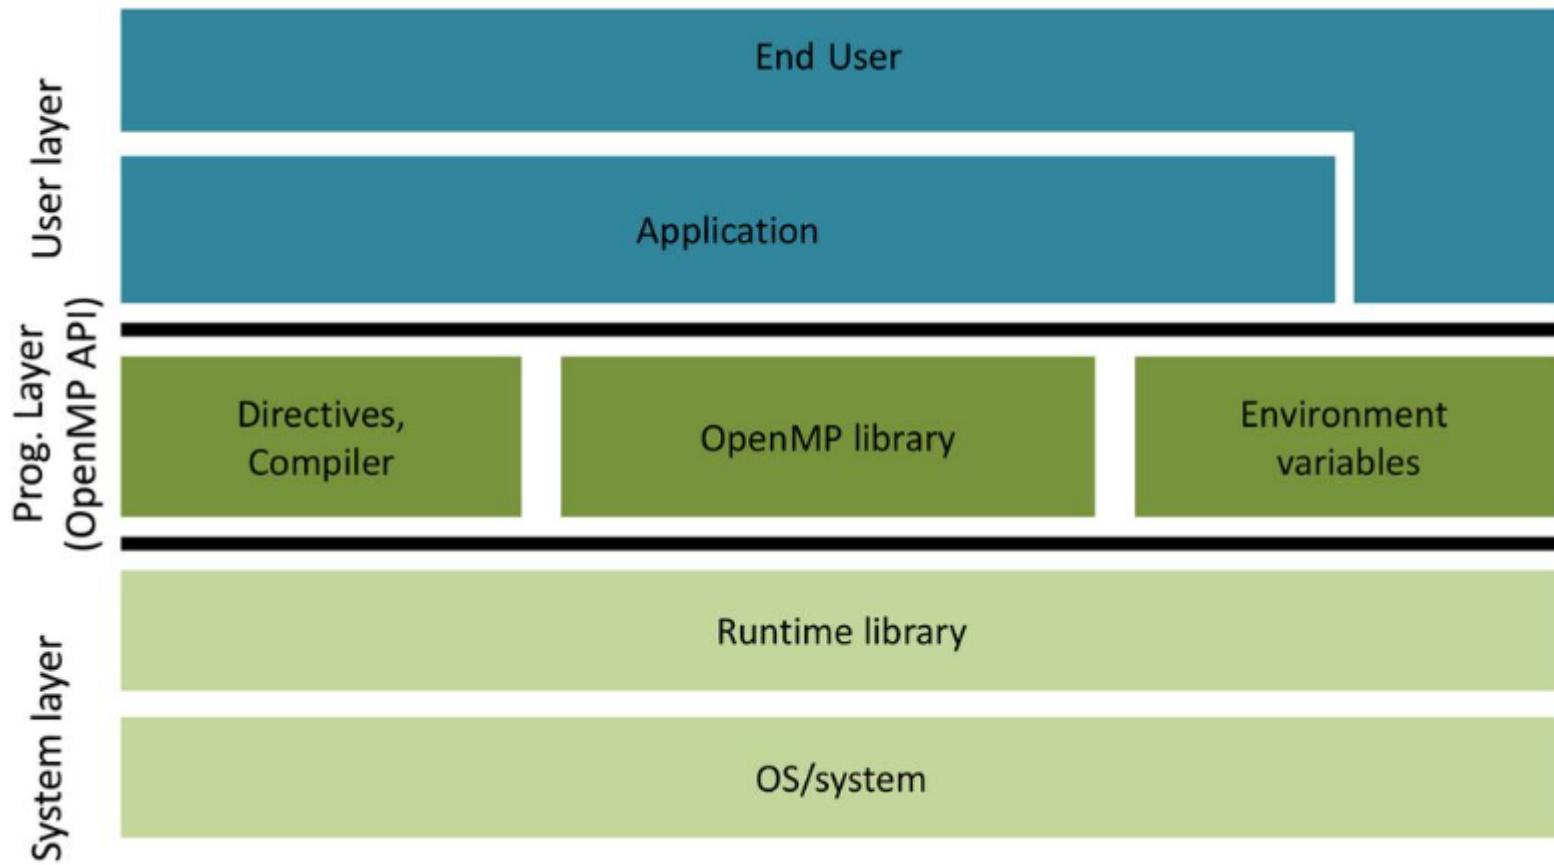 End User
User layer
Application
Prog. Layer
(OpenMP API)
Directives,
Compiler
OpenMP library
Environment
variables
Runtime library
System layer
OS/system